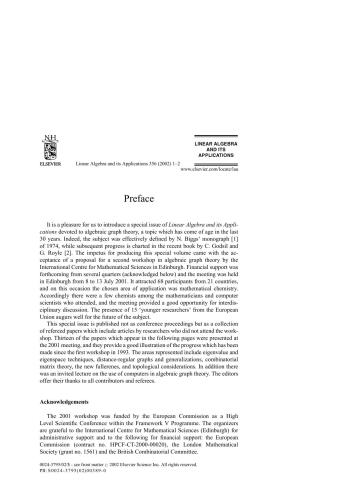 NH
ELSEVIER
LINEAR ALGEBRA
AND ITS
APPLICATIONS
Linear Algebra and its Applications 356 (2002) 1–2
www.elsevier.com/locate/laa
Preface
It is a pleasure for us to introduce a special issue of Linear Algebra and its Appli-
cations devoted to algebraic graph theory, a topic which has come of age in the last
30 years. Indeed, the subject was effectively defined by N. Biggs' monograph [1]
of 1974, while subsequent progress is charted in the recent book by C. Godsil and
G. Royle [2]. The impetus for producing this special volume came with the ac-
ceptance of a proposal for a second workshop in algebraic graph theory by the
International Centre for Mathematical Sciences in Edinburgh. Financial support was
forthcoming from several quarters (acknowledged below) and the meeting was held
in Edinburgh from 8 to 13 July 2001. It attracted 68 participants from 21 countries,
and on this occasion the chosen area of application was mathematical chemistry.
Accordingly there were a few chemists among the mathematicians and computer
scientists who attended, and the meeting provided a good opportunity for interdis-
ciplinary discussion. The presence of 15 'younger researchers' from the European
Union augurs well for the future of the subject.
This special issue is published not as conference proceedings but as a collection
of refereed papers which includes articles by researchers who did not attend the work-
shop. Thirteen of the papers which appear in the following pages were presented at
the 2001 meeting, and they provide a good illustration of the progress which has been
made since the first workshop in 1993. The areas represented include eigenvalue and
eigenspace techniques, distance-regular graphs and generalizations, combinatorial
matrix theory, the new fullerenes, and topological considerations. In addition there
was an invited lecture on the use of computers in algebraic graph theory. The editors
offer their thanks to all contributors and referees.
Acknowledgements
The 2001 workshop was funded by the European Commission as a High
Level Scientific Conference within the Framework V Programme. The organizers
are grateful to the International Centre for Mathematical Sciences (Edinburgh) for
administrative support and to the following for financial support: the European
Commission (contract no. HPCF-CT-2000-00020), the London Mathematical
Society (grant no. 1561) and the British Combinatorial Committee.
0024-3795/02/$ - see front matter © 2002 Elsevier Science Inc. All rights reserved.
PII: S0024-3795(02)00389-0